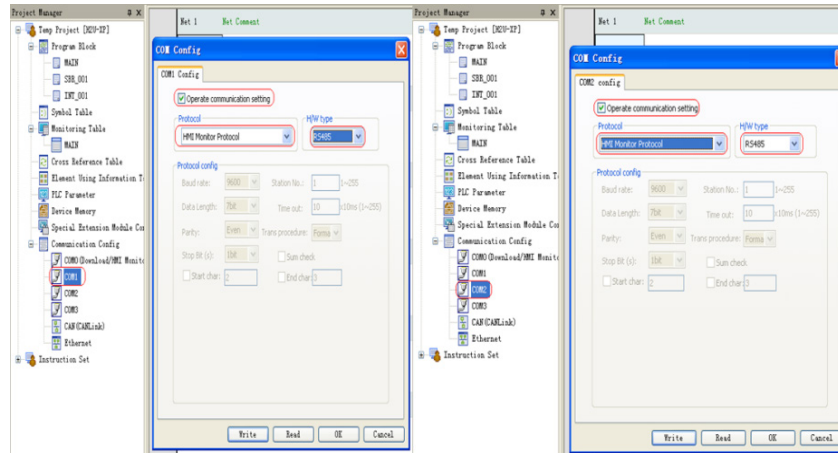 Project Manager
Temp Project [H2U-XP]
Program Block
MAIN
SBR_001
INT_001
Symbol Table
Monitoring Table
MAIN
Cross Reference Table
Element Using Information T
PLC Parameter
Device Memory
Special Extension Module Co
Communication Config
COM0(Download/HMI Monito
COM1
COM2
COM3
CAN(CANLink)
Ethernet
Instruction Set
Net 1 Net Comment
COM Config
COM1 Config
Operate communication setting
Protocol
H/W type
HMI Monitor Protocol
RS485
Protocol config
Baud rate: 9600 Station No.: 1 1~255
Data Length: 7bit Time out: 10 x10ms (1~255)
Parity: Even Trans procedure: Forma
Stop Bit (s): 1bit Sum check
Start char: 2 End char: 3
Write Read OK Cancel
Project Manager
Temp Project [H2U-XP]
Program Block
MAIN
SBR_001
INT_001
Symbol Table
Monitoring Table
MAIN
Cross Reference Table
Element Using Information T
PLC Parameter
Device Memory
Special Extension Module Co
Communication Config
COM0(Download/HMI Monito
COM1
COM2
COM3
CAN(CANLink)
Ethernet
Instruction Set
Net 1 Net Comment
COM Config
COM2 config
Operate communication setting
Protocol
H/W type
HMI Monitor Protocol
RS485
Protocol config
Baud rate: 9600 Station No.: 1 1~255
Data Length: 7bit Time out: 10 x10ms (1~255)
Parity: Even Trans procedure: Forma
Stop Bit (s): 1bit Sum check
Start char: 2 End char: 3
Write Read OK Cancel